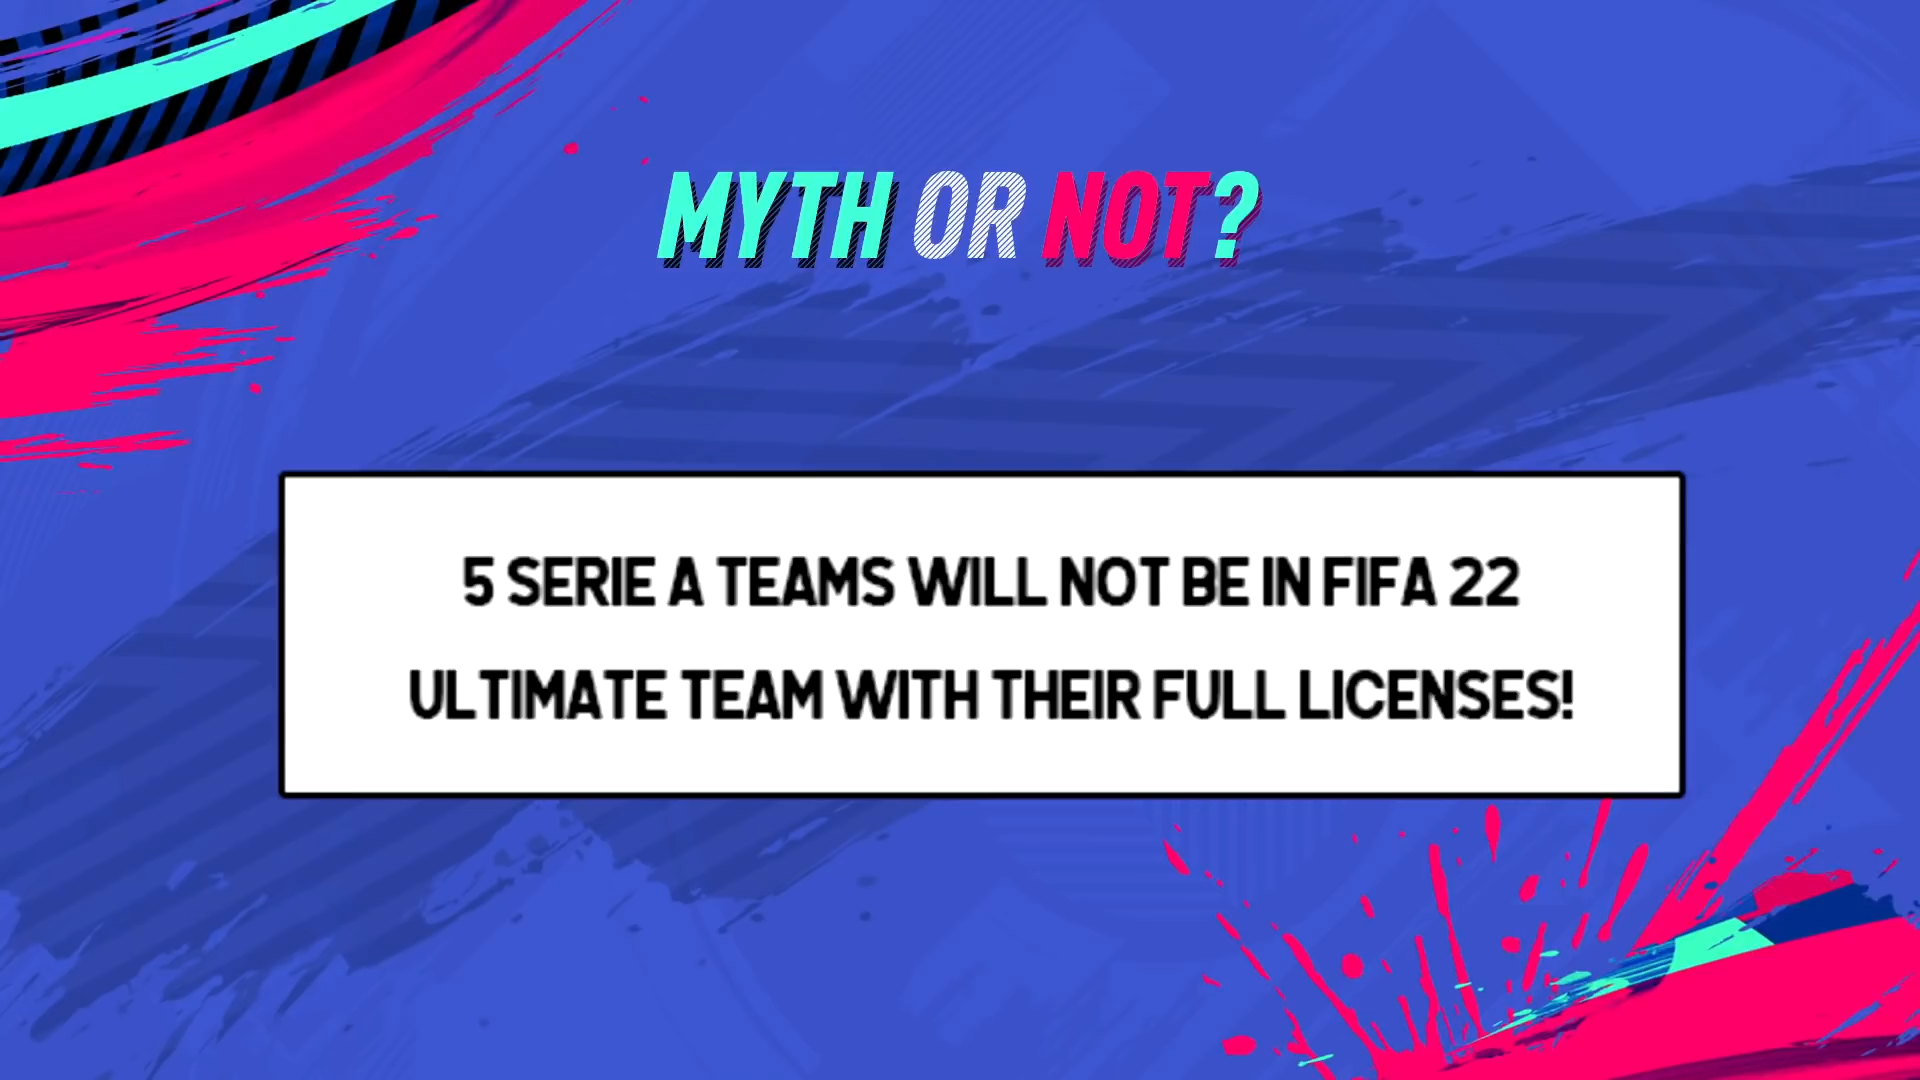 MYTH OR NOT?
5 SERIE A TEAMS WILL NOT BE IN FIFA 22
ULTIMATE TEAM WITH THEIR FULL LICENSES!